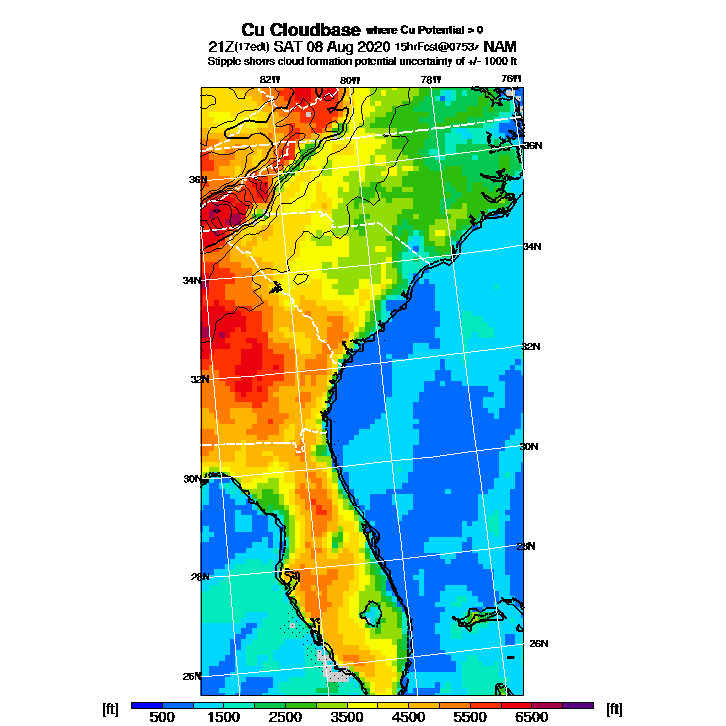 Cu Cloudbase where Cu Potential > 0
21Z(17edt) SAT 08 Aug 2020 15hrFcst@0753z NAM
Stipple shows cloud formation potential uncertainty of +/- 1000 ft
82W 80W 78W 76W
36N
36N
34N
34N
32N
32N
30N
30N
28N
28N
26N
26N
[ft] 500 1500 2500 3500 4500 5500 6500 [ft]